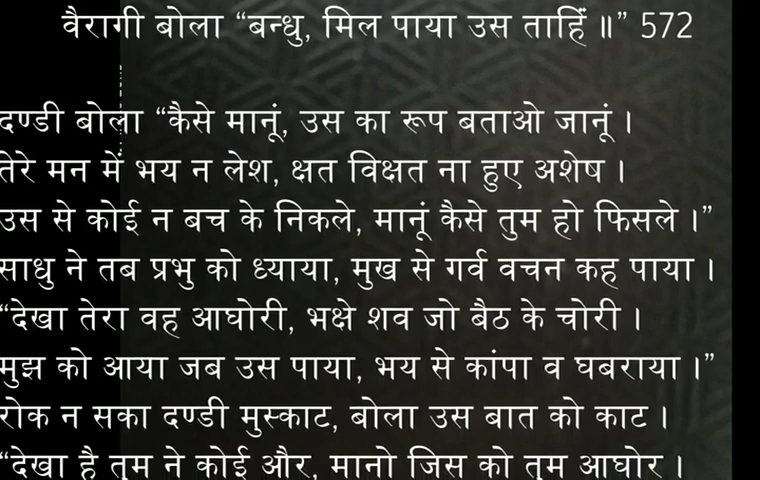 वैरागी बोला “बन्धु, मिल पाया उस ताहिं ॥” 572
दण्डी बोला “कैसे मानूं, उस का रूप बताओ जानूं ।
तेरे मन में भय न लेश, क्षत विक्षत ना हुए अशेष ।
उस से कोई न बच के निकले, मानूं कैसे तुम हो फिसले ।”
साधु ने तब प्रभु को ध्याया, मुख से गर्व वचन कह पाया ।
“देखा तेरा वह आघोरी, भक्षे शव जो बैठ के चोरी ।
मुझ को आया जब उस पाया, भय से कांपा व घबराया ।”
रोक न सका दण्डी मुस्काट, बोला उस बात को काट ।
“देखा है तुम ने कोई और, मानो जिस को तुम आघोर ।